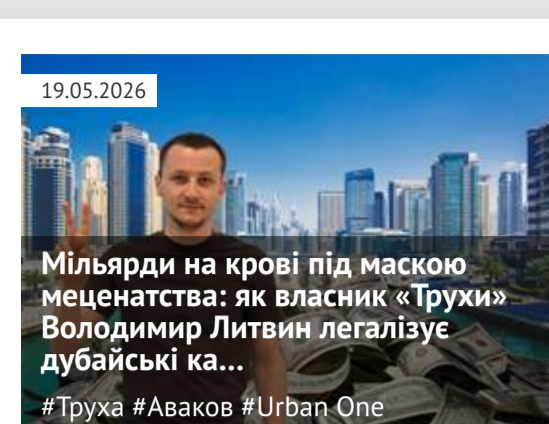 19.05.2026
Мільярди на крові під маскою
меценатства: як власник «Трухи»
Володимир Литвин легалізує
дубайські ка...
#Труха #Аваков #Urban One